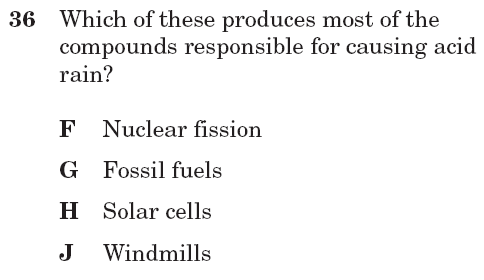 36 Which of these produces most of the
compounds responsible for causing acid
rain?
F Nuclear fission
G Fossil fuels
H Solar cells
J Windmills